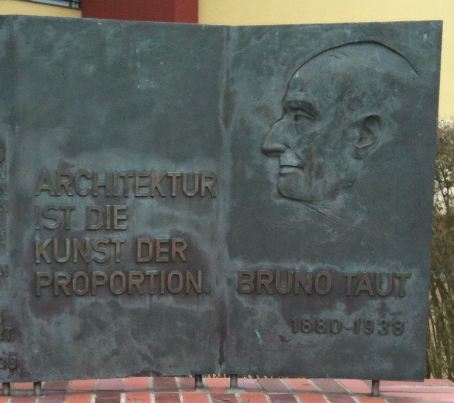 ARCHITEKTUR
IST DIE
KUNST DER
PROPORTION.
BRUNO TAUT
1880-1938